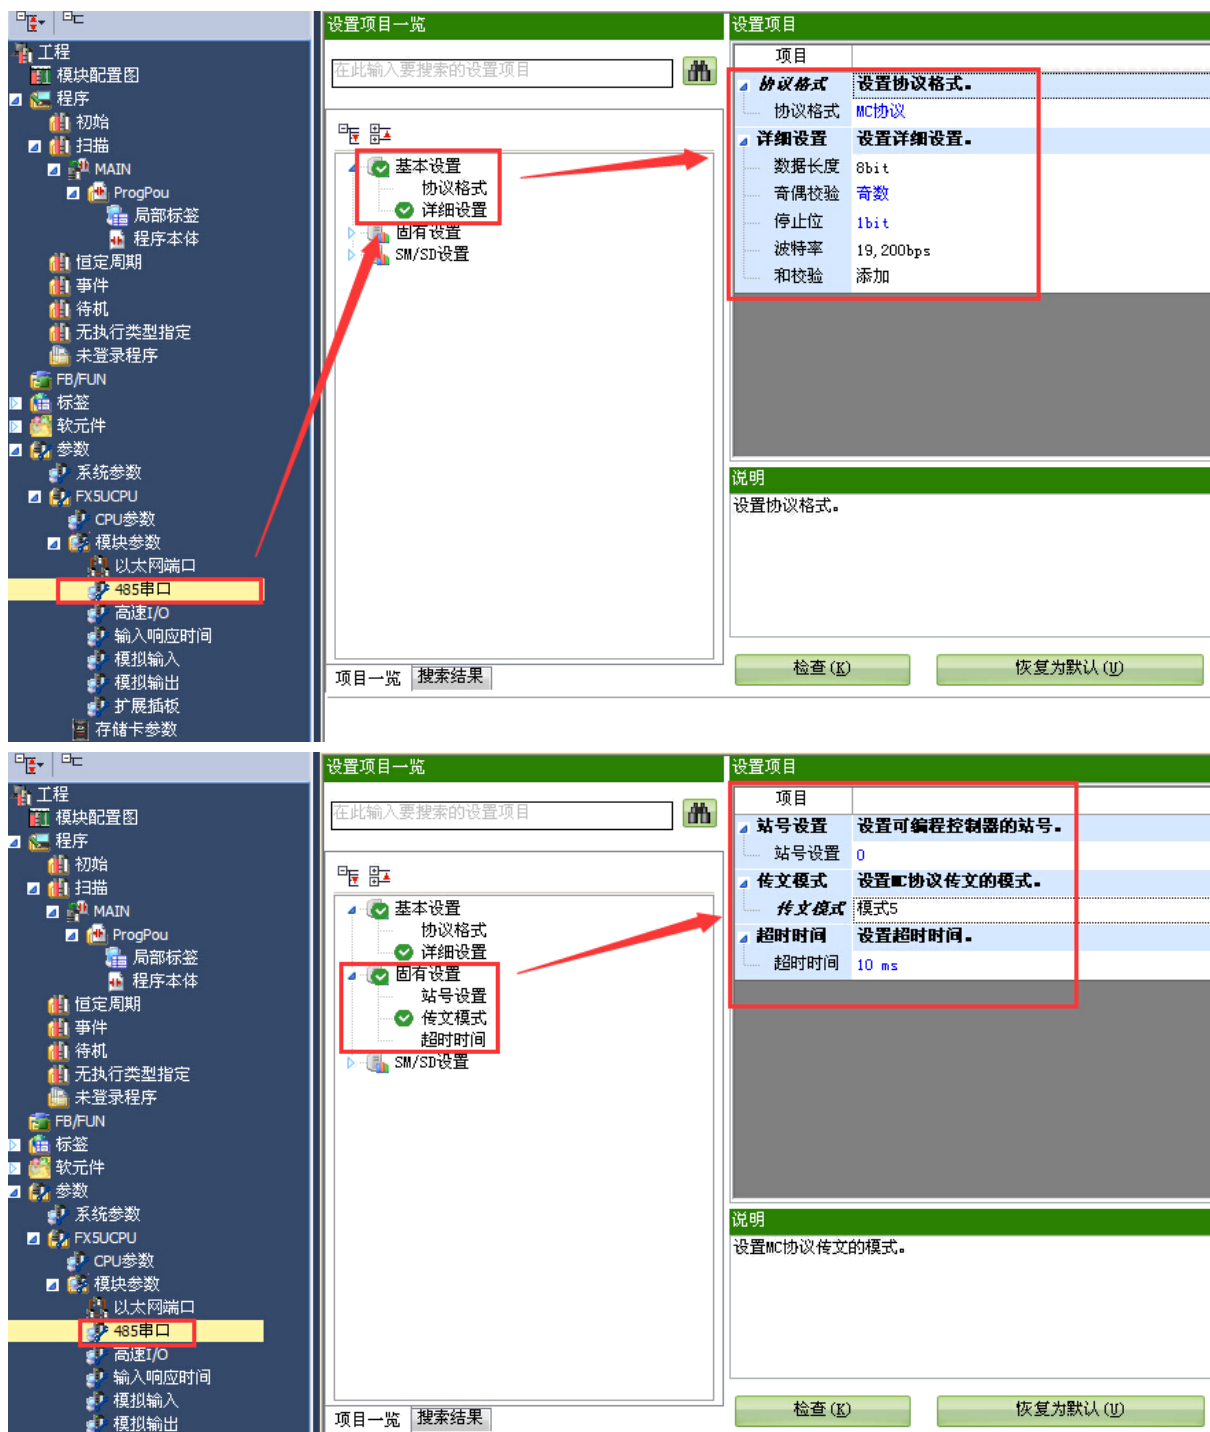 设置项目一览
设置项目
工程
模块配置图
程序
初始
扫描
MAIN
ProgPou
局部标签
程序本体
恒定周期
事件
待机
无执行类型指定
未登录程序
FB/FUN
标签
软元件
参数
系统参数
FX5UCPU
CPU参数
模块参数
以太网端口
485串口
高速I/O
输入响应时间
模拟输入
模拟输出
扩展插板
存储卡参数
在此输入要搜索的设置项目
基本设置
协议格式
详细设置
固有设置
SM/SD设置
项目一览 搜索结果
项目
协议格式 设置协议格式。
协议格式 MC协议
详细设置 设置详细设置。
数据长度 8bit
奇偶校验 奇数
停止位 1bit
波特率 19,200bps
和校验 添加
说明
设置协议格式。
检查(K) 恢复为默认(U)
设置项目一览
设置项目
工程
模块配置图
程序
初始
扫描
MAIN
ProgPou
局部标签
程序本体
恒定周期
事件
待机
无执行类型指定
未登录程序
FB/FUN
标签
软元件
参数
系统参数
FX5UCPU
CPU参数
模块参数
以太网端口
485串口
高速I/O
输入响应时间
模拟输入
模拟输出
在此输入要搜索的设置项目
基本设置
协议格式
详细设置
固有设置
站号设置
传文模式
超时时间
SM/SD设置
项目一览 搜索结果
项目
站号设置 设置可编程控制器的站号。
站号设置 0
传文模式 设置MC协议传文的模式。
传文模式 模式5
超时时间 设置超时时间。
超时时间 10 ms
说明
设置MC协议传文的模式。
检查(K) 恢复为默认(U)